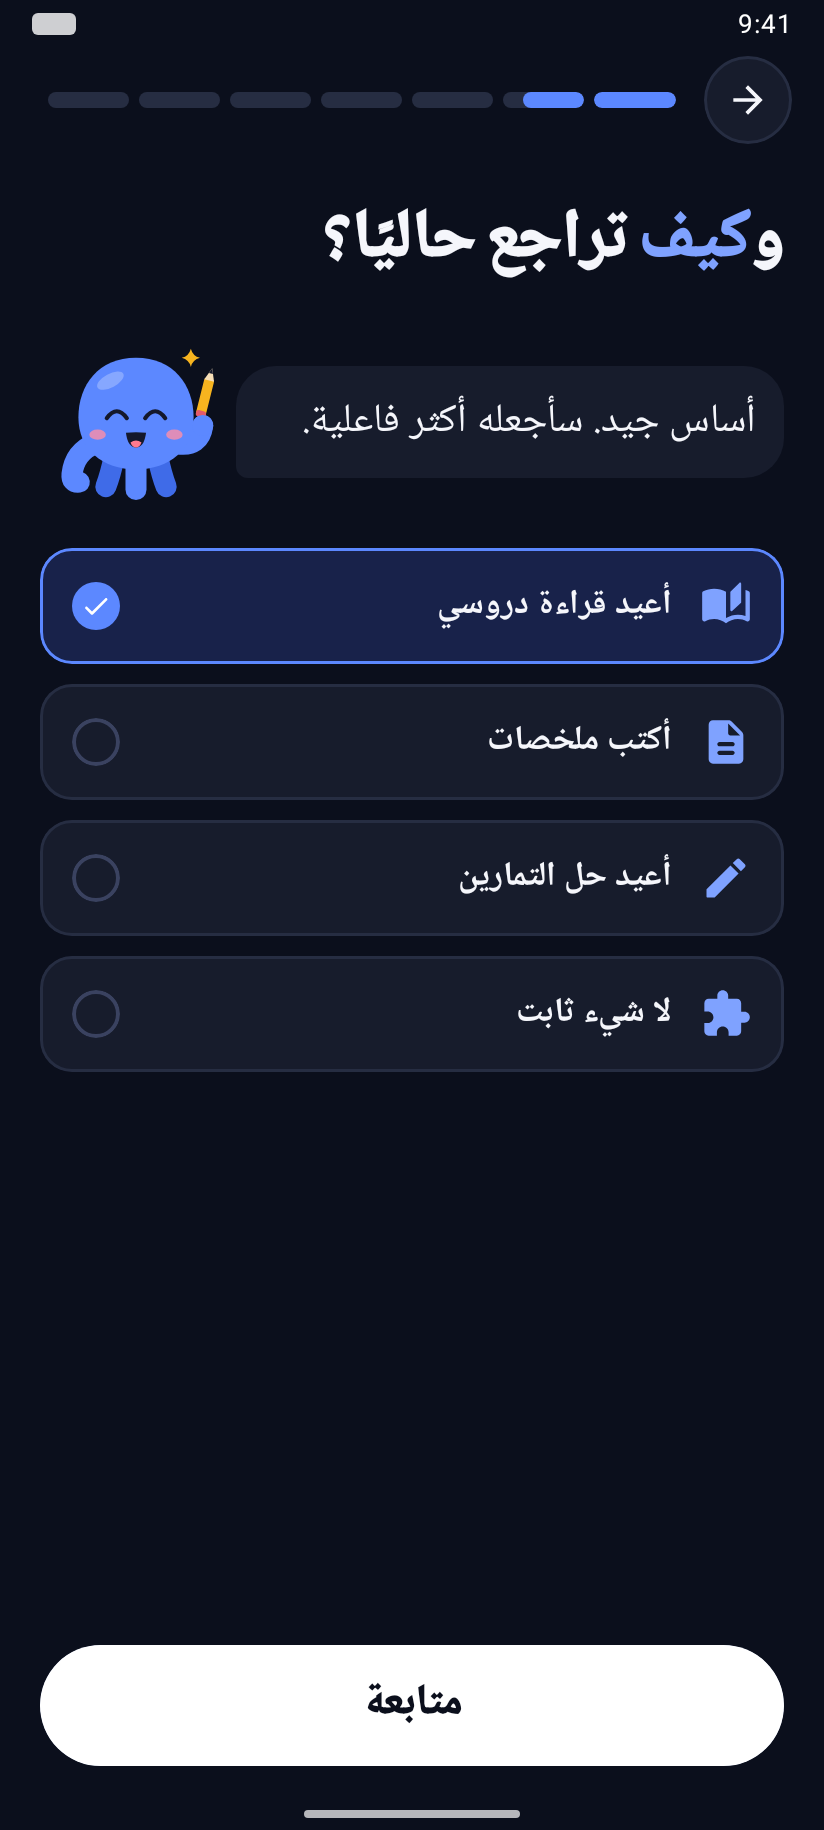 9:41
وكيف تراجع حاليًا؟
أساس جيد. سأجعله أكثر فاعلية.
أعيد قراءة دروسي
أكتب ملخصات
أعيد حل التمارين
لا شيء ثابت
متابعة